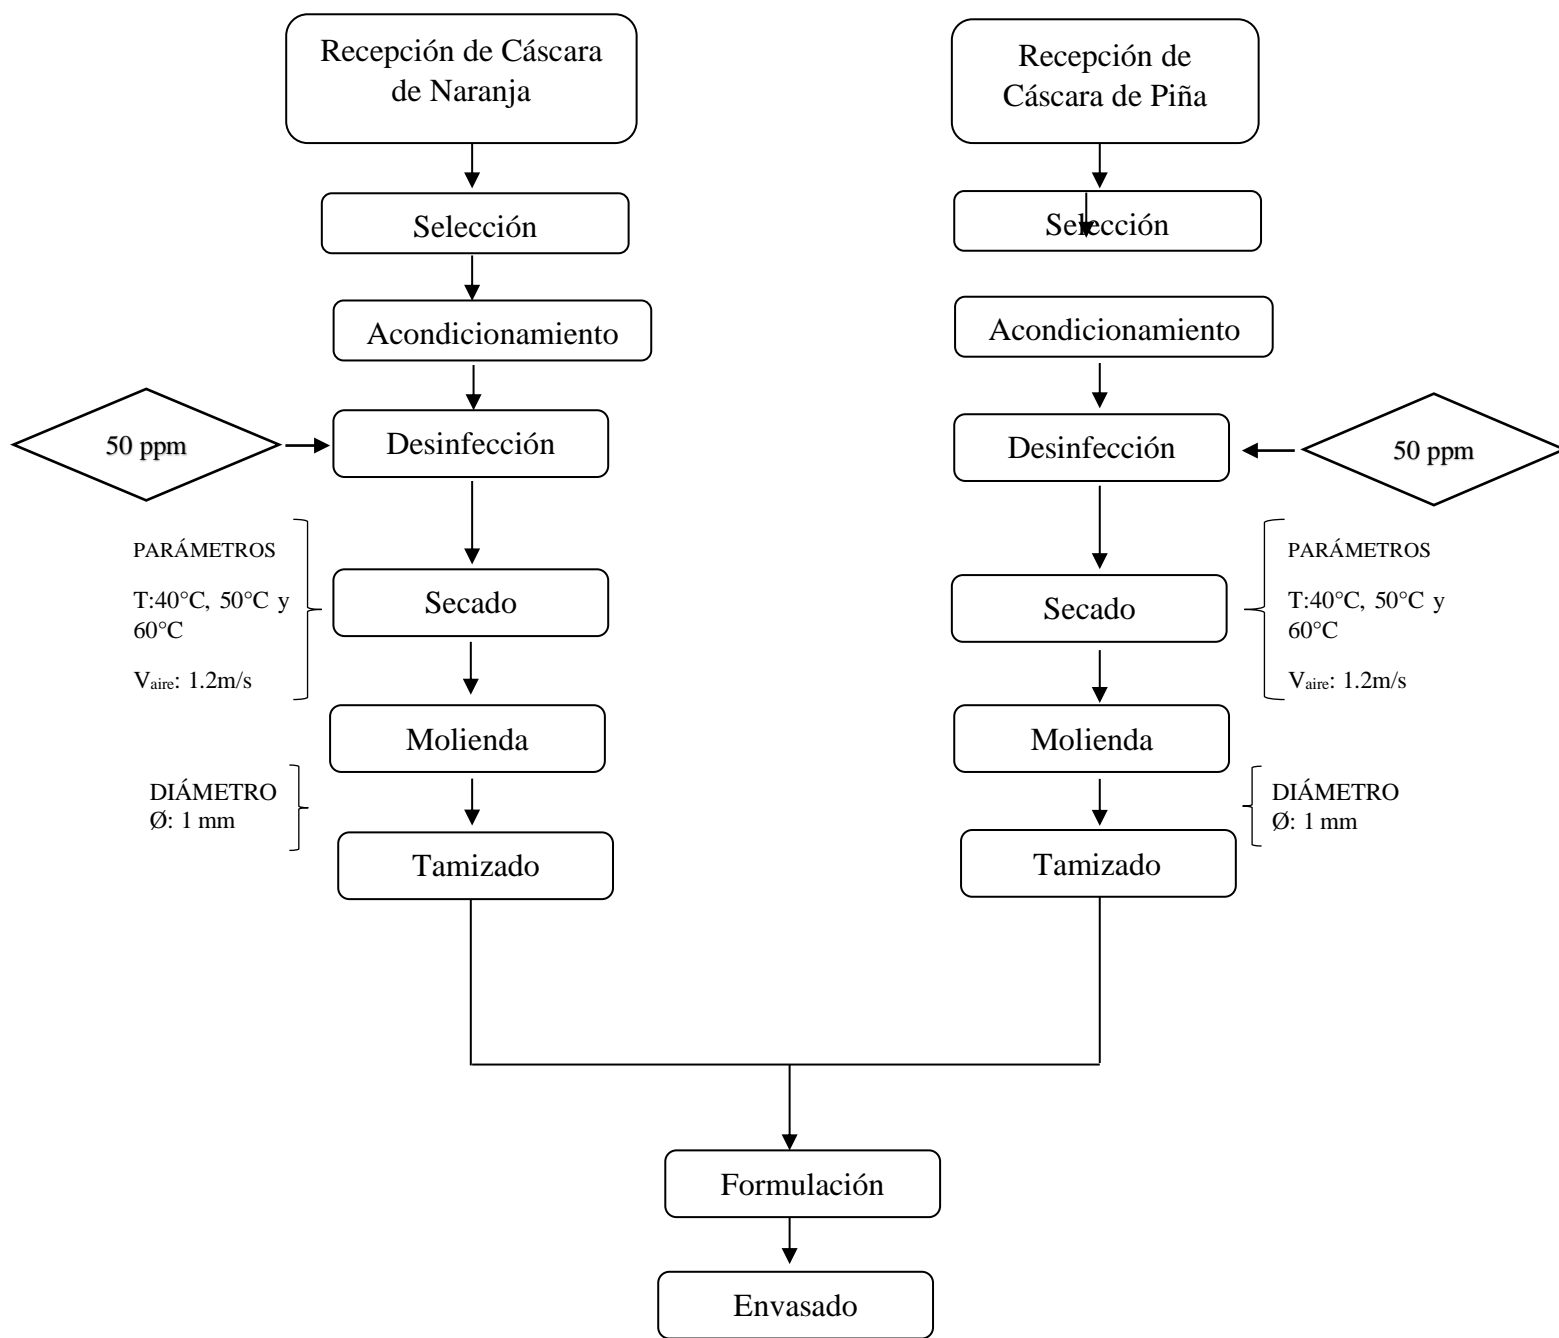 Recepción de Cáscara
de Naranja
Selección
Acondicionamiento
50 ppm
Desinfección
PARÁMETROS
T:40°C, 50°C y
60°C
Vaire: 1.2m/s
Secado
Molienda
DIÁMETRO
Ø: 1 mm
Tamizado
Recepción de
Cáscara de Piña
Selección
Acondicionamiento
Desinfección
50 ppm
PARÁMETROS
T:40°C, 50°C y
60°C
Vaire: 1.2m/s
Secado
Molienda
DIÁMETRO
Ø: 1 mm
Tamizado
Formulación
Envasado